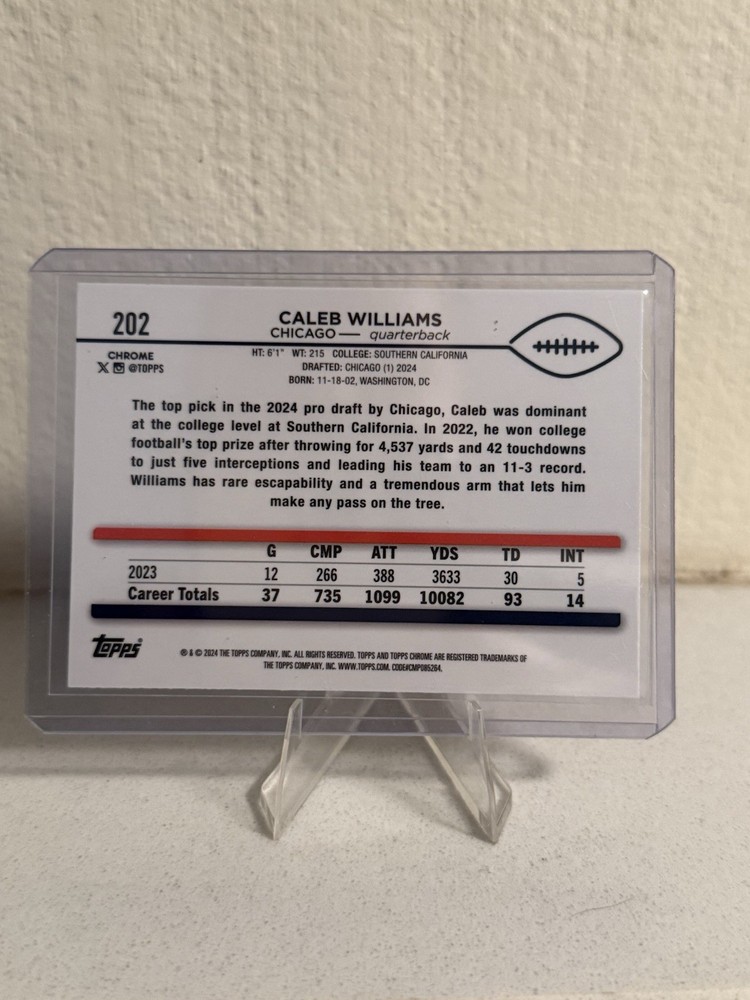 202
CALEB WILLIAMS
CHICAGO — quarterback
CHROME
X @TOPPS
HT: 6'1" WT: 215 COLLEGE: SOUTHERN CALIFORNIA
DRAFTED: CHICAGO (1) 2024
BORN: 11-18-02, WASHINGTON, DC
The top pick in the 2024 pro draft by Chicago, Caleb was dominant
at the college level at Southern California. In 2022, he won college
football's top prize after throwing for 4,537 yards and 42 touchdowns
to just five interceptions and leading his team to an 11-3 record.
Williams has rare escapability and a tremendous arm that lets him
make any pass on the tree.
G CMP ATT YDS TD INT
2023 12 266 388 3633 30 5
Career Totals 37 735 1099 10082 93 14
Topps
® & © 2024 THE TOPPS COMPANY, INC. ALL RIGHTS RESERVED. TOPPS AND TOPPS CHROME ARE REGISTERED TRADEMARKS OF
THE TOPPS COMPANY, INC. WWW.TOPPS.COM. CODE#CMP085264.